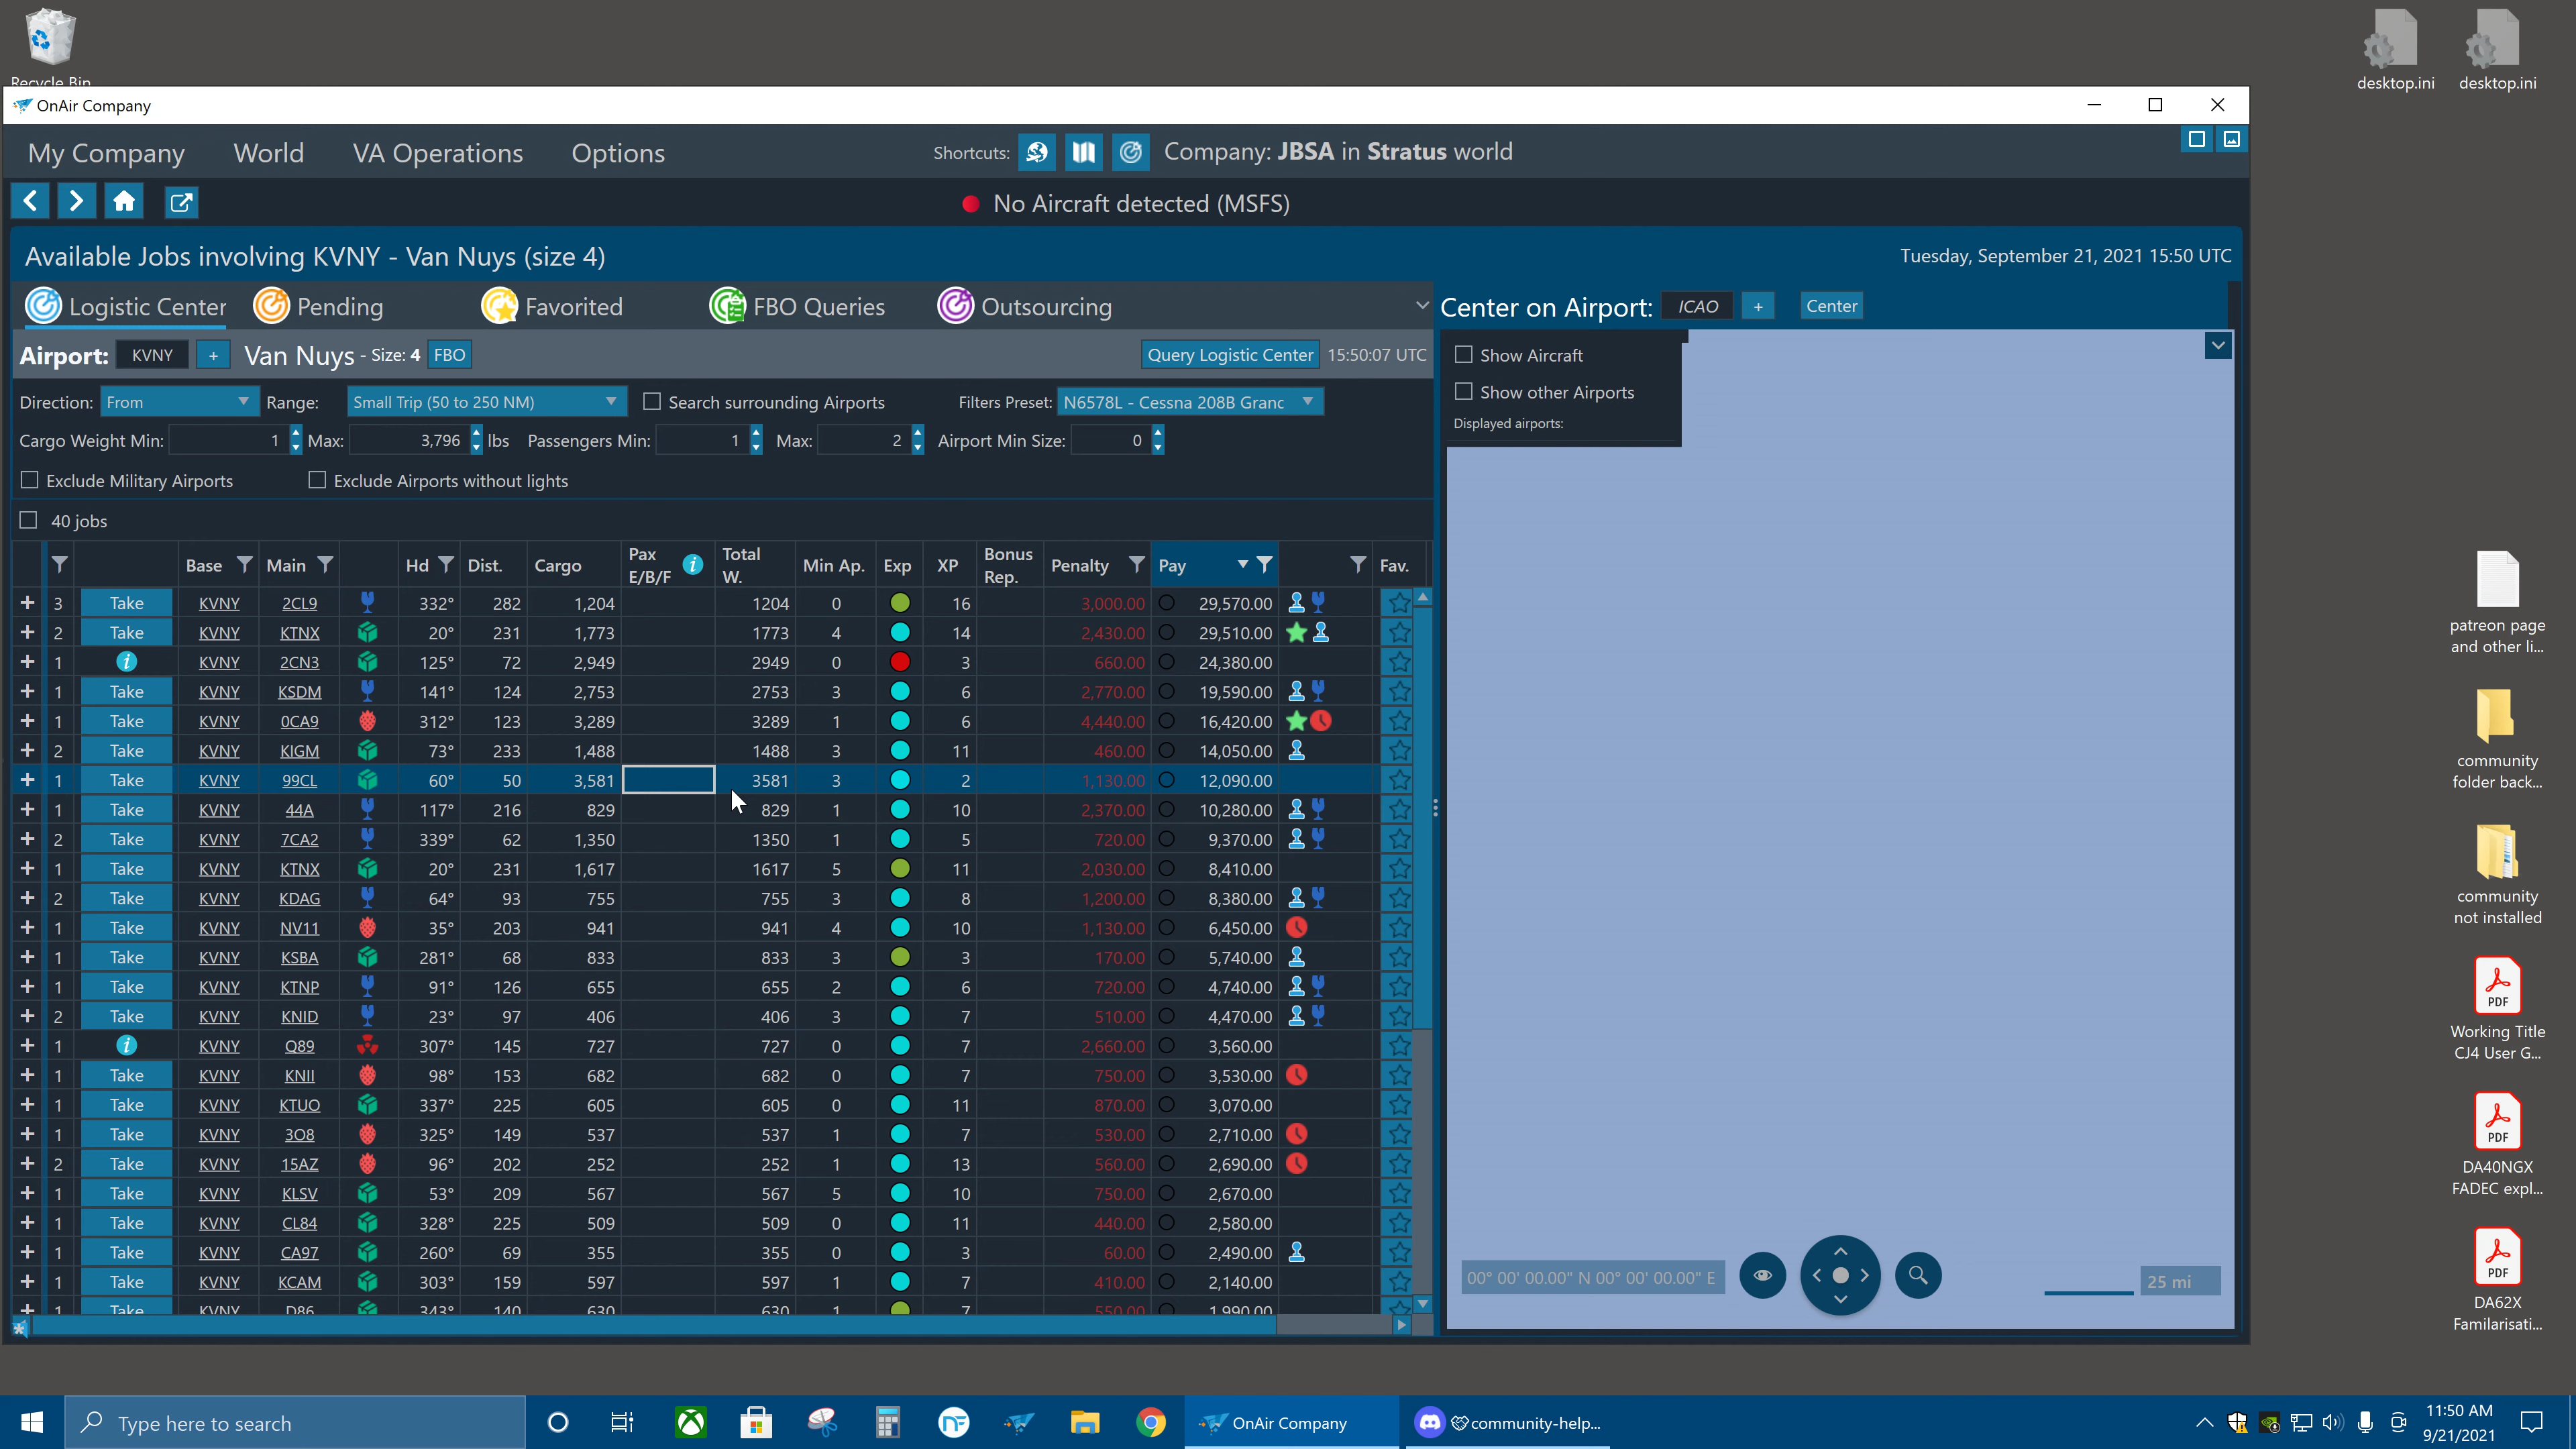 Recycle Bin
desktop.ini
desktop.ini
OnAir Company
My Company World VA Operations Options
Shortcuts: Company: JBSA in Stratus world
No Aircraft detected (MSFS)
Available Jobs involving KVNY - Van Nuys (size 4)
Tuesday, September 21, 2021 15:50 UTC
Logistic Center Pending Favorited FBO Queries Outsourcing
Center on Airport: ICAO + Center
Airport: KVNY + Van Nuys - Size: 4 FBO Query Logistic Center 15:50:07 UTC
Show Aircraft
Show other Airports
Displayed airports:
Direction: From Range: Small Trip (50 to 250 NM) Search surrounding Airports Filters Preset: N6578L - Cessna 208B Granc
Cargo Weight Min: 1 Max: 3,796 lbs Passengers Min: 1 Max: 2 Airport Min Size: 0
Exclude Military Airports Exclude Airports without lights
40 jobs
Base Main Hd Dist. Cargo Pax E/B/F Total W. Min Ap. Exp XP Bonus Rep. Penalty Pay Fav.
3 Take KVNY 2CL9 332° 282 1,204 1204 0 16 3,000.00 29,570.00
2 Take KVNY KTNX 20° 231 1,773 1773 4 14 2,430.00 29,510.00
1 KVNY 2CN3 125° 72 2,949 2949 0 3 660.00 24,380.00
1 Take KVNY KSDM 141° 124 2,753 2753 3 6 2,770.00 19,590.00
1 Take KVNY 0CA9 312° 123 3,289 3289 1 6 4,440.00 16,420.00
2 Take KVNY KIGM 73° 233 1,488 1488 3 11 460.00 14,050.00
1 Take KVNY 99CL 60° 50 3,581 3581 3 2 1,130.00 12,090.00
1 Take KVNY 44A 117° 216 829 829 1 10 2,370.00 10,280.00
2 Take KVNY 7CA2 339° 62 1,350 1350 1 5 720.00 9,370.00
1 Take KVNY KTNX 20° 231 1,617 1617 5 11 2,030.00 8,410.00
2 Take KVNY KDAG 64° 93 755 755 3 8 1,200.00 8,380.00
1 Take KVNY NV11 35° 203 941 941 4 10 1,130.00 6,450.00
1 Take KVNY KSBA 281° 68 833 833 3 3 170.00 5,740.00
1 Take KVNY KTNP 91° 126 655 655 2 6 720.00 4,740.00
2 Take KVNY KNID 23° 97 406 406 3 7 510.00 4,470.00
1 KVNY Q89 307° 145 727 727 0 7 2,660.00 3,560.00
1 Take KVNY KNII 98° 153 682 682 0 7 750.00 3,530.00
1 Take KVNY KTUO 337° 225 605 605 0 11 870.00 3,070.00
1 Take KVNY 3O8 325° 149 537 537 1 7 530.00 2,710.00
2 Take KVNY 15AZ 96° 202 252 252 1 13 560.00 2,690.00
1 Take KVNY KLSV 53° 209 567 567 5 10 750.00 2,670.00
1 Take KVNY CL84 328° 225 509 509 0 11 440.00 2,580.00
1 Take KVNY CA97 260° 69 355 355 0 3 60.00 2,490.00
1 Take KVNY KCAM 303° 159 597 597 1 7 410.00 2,140.00
1 Take KVNY D86 343° 140 630 630 1 7 550.00 1,990.00
00° 00' 00.00" N 00° 00' 00.00" E
25 mi
patreon page
and other li...
community
folder back...
community
not installed
PDF
Working Title
CJ4 User G...
PDF
DA40NGX
FADEC expl...
PDF
DA62X
Familarisati...
Type here to search
OnAir Company
community-help...
11:50 AM
9/21/2021